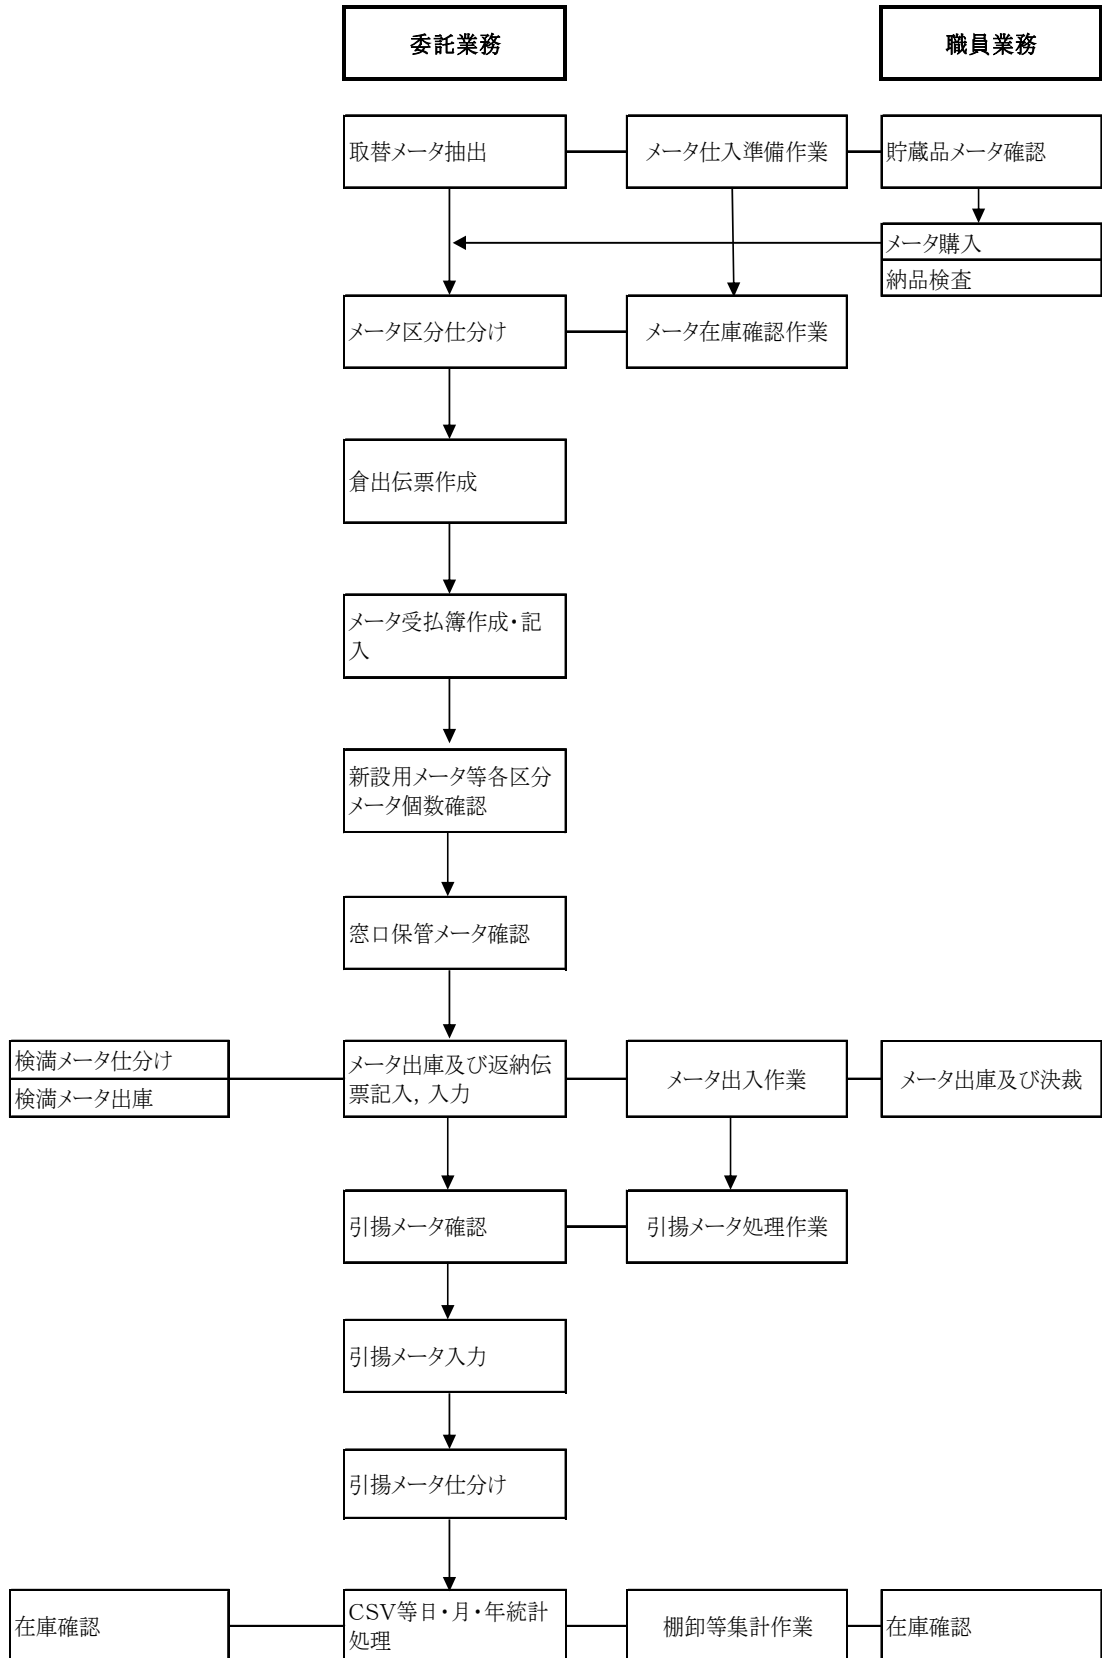 委託業務
職員業務
取替メータ抽出
メータ仕入準備作業
貯蔵品メータ確認
メータ購入
納品検査
メータ区分仕分け
メータ在庫確認作業
倉出伝票作成
メータ受払簿作成・記
入
新設用メータ等各区分
メータ個数確認
窓口保管メータ確認
検満メータ仕分け
検満メータ出庫
メータ出庫及び返納伝
票記入，入力
メータ出入作業
メータ出庫及び決裁
引揚メータ確認
引揚メータ処理作業
引揚メータ入力
引揚メータ仕分け
在庫確認
CSV等日・月・年統計
処理
棚卸等集計作業
在庫確認